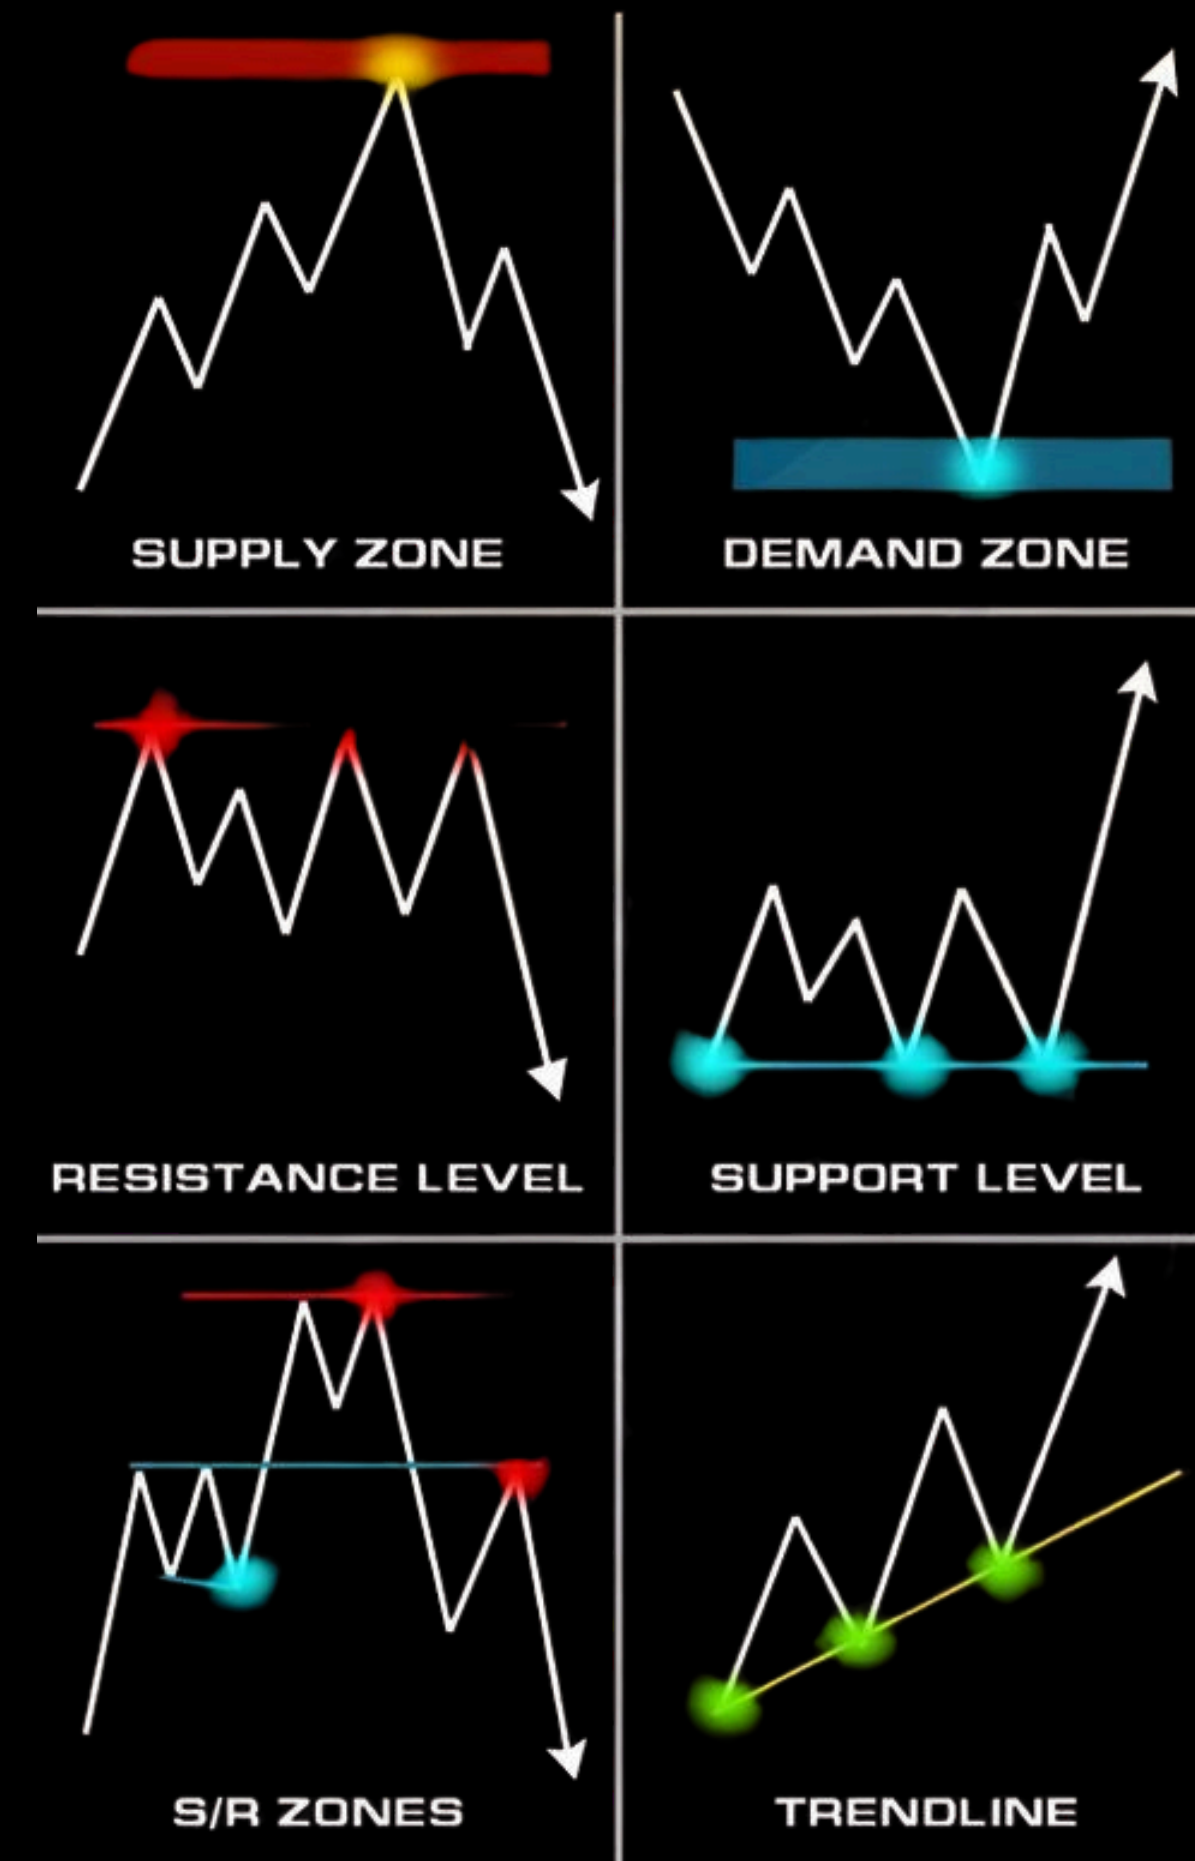 SUPPLY ZONE
DEMAND ZONE
RESISTANCE LEVEL
SUPPORT LEVEL
S/R ZONES
TRENDLINE